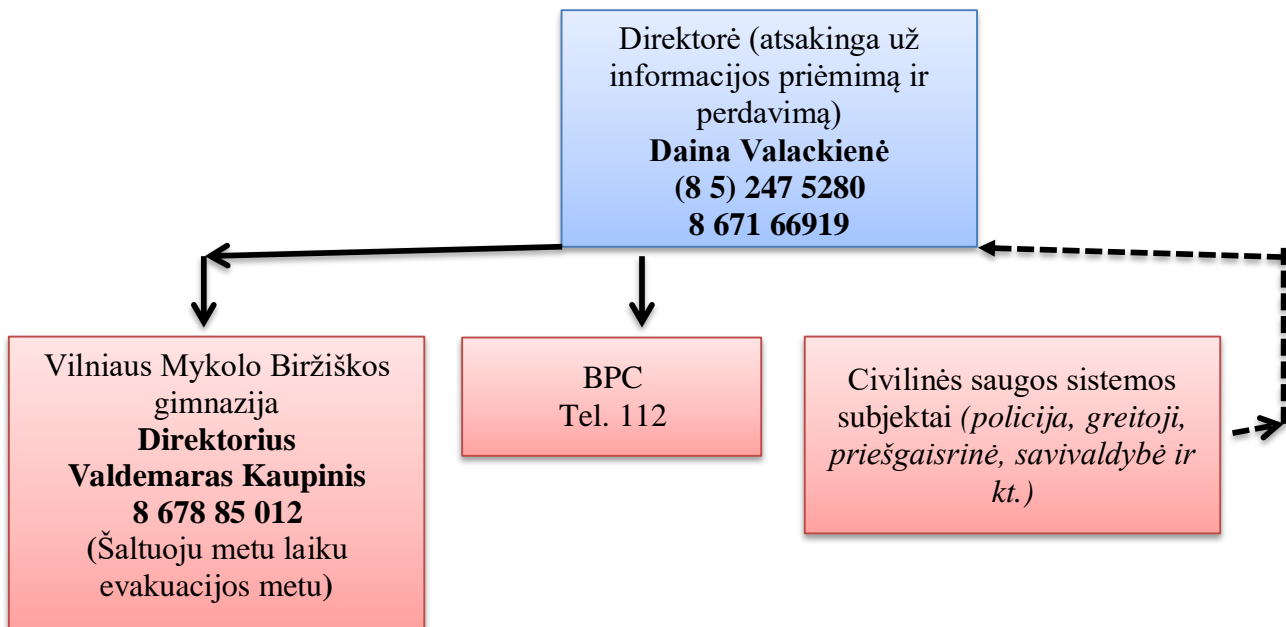 Direktorė (atsakinga už
informacijos priėmimą ir
perdavimą)
Daina Valackienė
(8 5) 247 5280
8 671 66919
Vilniaus Mykolo Biržiškos
gimnazija
Direktorius
Valdemaras Kaupinis
8 678 85 012
(Šaltuoju metu laiku
evakuacijos metu)
BPC
Tel. 112
Civilinės saugos sistemos
subjektai (policija, greitoji,
priešgaisrinė, savivaldybė ir
kt.)